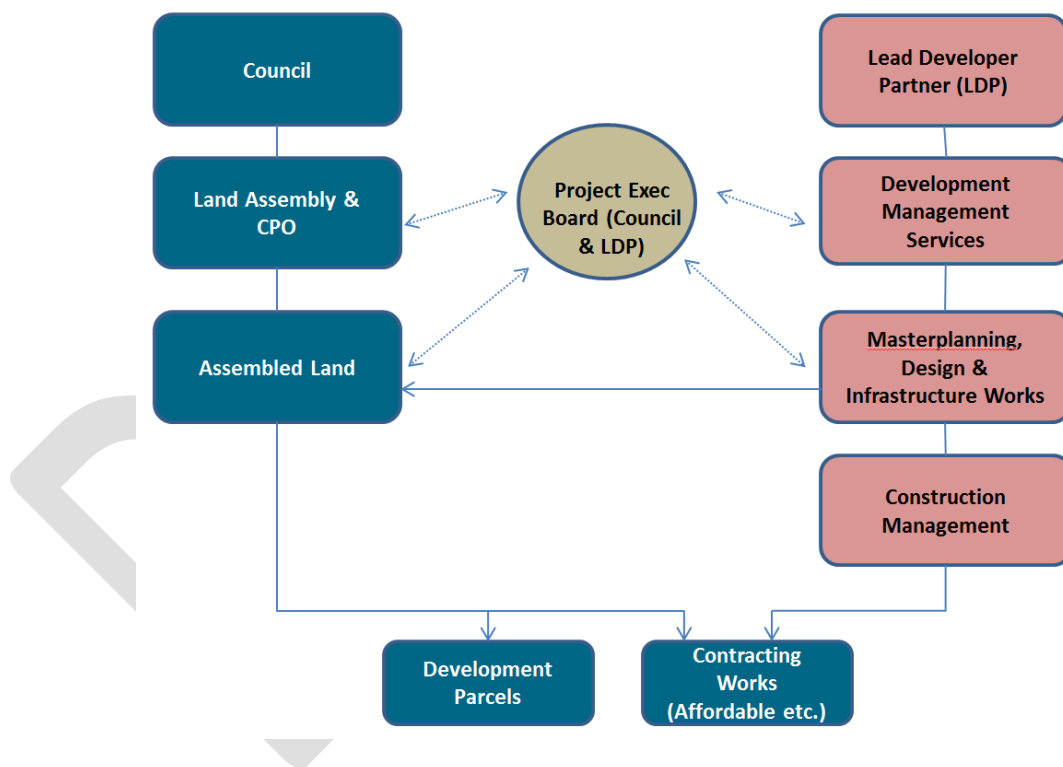 Council
Lead Developer
Partner (LDP)
Land Assembly &
CPO
Project Exec
Board (Council
& LDP)
Development
Management
Services
Assembled Land
Masterplanning,
Design &
Infrastructure Works
Construction
Management
Development
Parcels
Contracting
Works
(Affordable etc.)